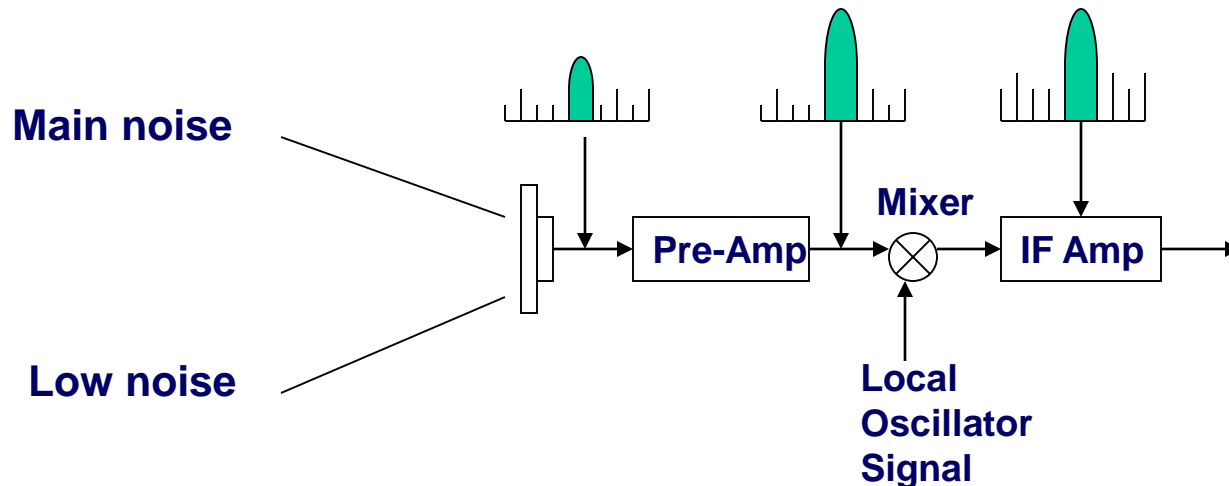 Main noise
Mixer
Pre-Amp
IF Amp
Low noise
Local
Oscillator
Signal